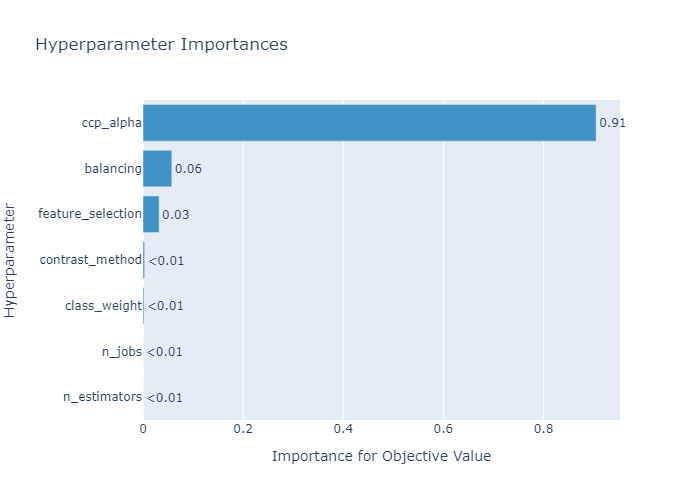 Hyperparameter Importances
Hyperparameter
ccp_alpha 0.91
balancing 0.06
feature_selection 0.03
contrast_method <0.01
class_weight <0.01
n_jobs <0.01
n_estimators <0.01
0 0.2 0.4 0.6 0.8
Importance for Objective Value